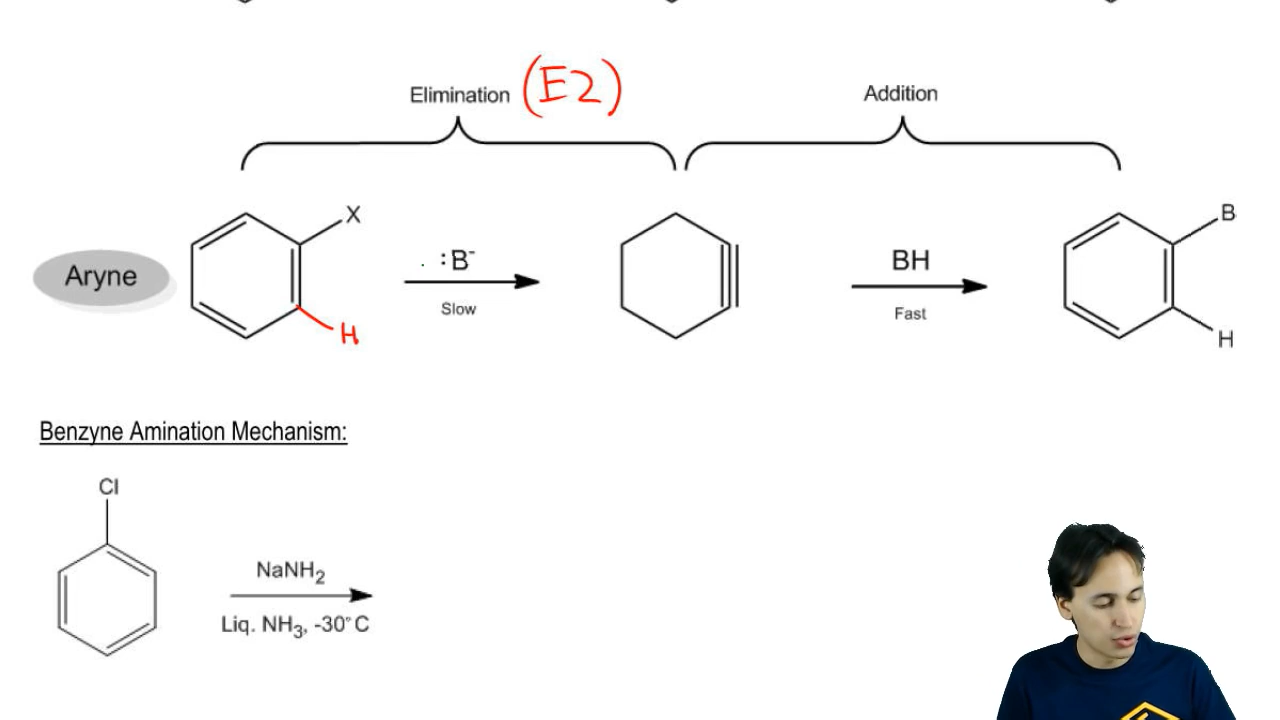 Elimination (E2)
Addition
X
:B⁻
BH
B
Aryne
Slow
Fast
H
H
Benzyne Amination Mechanism:
Cl
NaNH₂
Liq. NH₃, -30°C